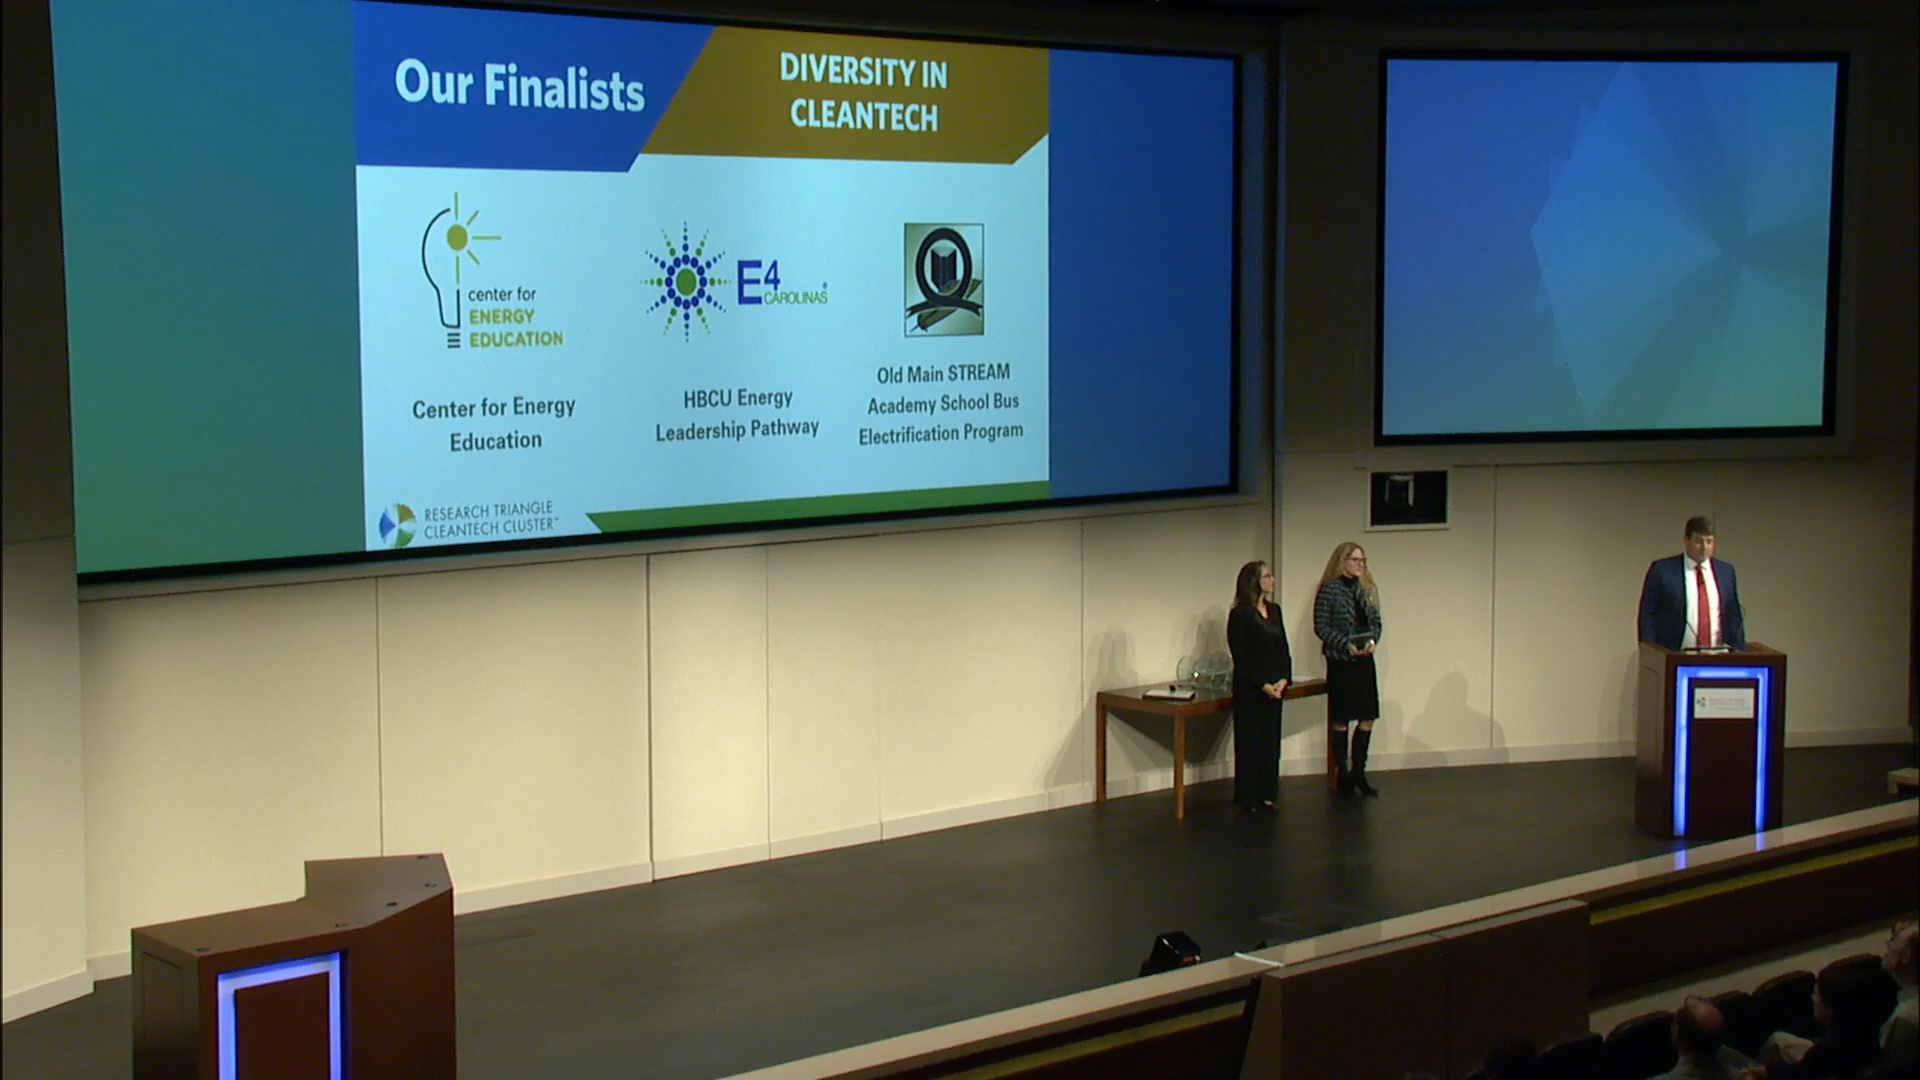 Our Finalists
DIVERSITY IN
CLEANTECH
center for
ENERGY
EDUCATION
E4
CAROLINAS
Center for Energy
Education
HBCU Energy
Leadership Pathway
Old Main STREAM
Academy School Bus
Electrification Program
RESEARCH TRIANGLE
CLEANTECH CLUSTER™